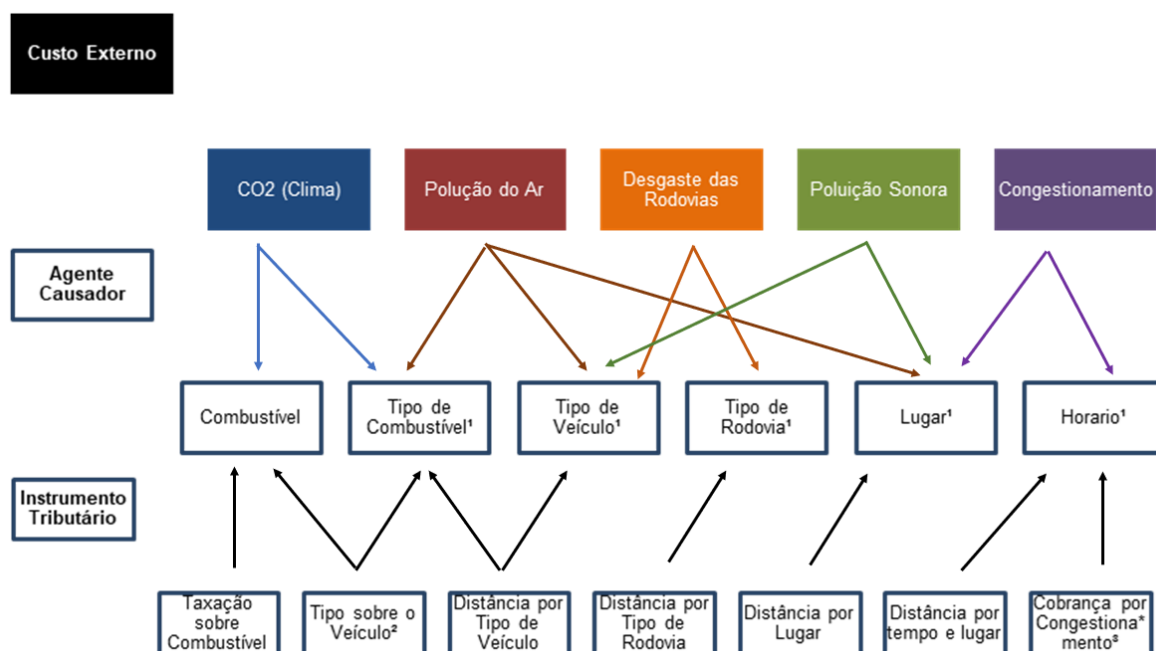 Custo Externo
CO2 (Clima)
Polução do Ar
Desgaste das
Rodovias
Poluição Sonora
Congestionamento
Agente
Causador
Combustível
Tipo de
Combustível¹
Tipo de
Veículo¹
Tipo de
Rodovia¹
Lugar¹
Horario¹
Instrumento
Tributário
Taxação
sobre
Combustível
Tipo sobre o
Veículo²
Distância por
Tipo de
Veículo
Distância por
Tipo de
Rodovia
Distância por
Lugar
Distância por
tempo e lugar
Cobrança por
Congestiona*
mento³